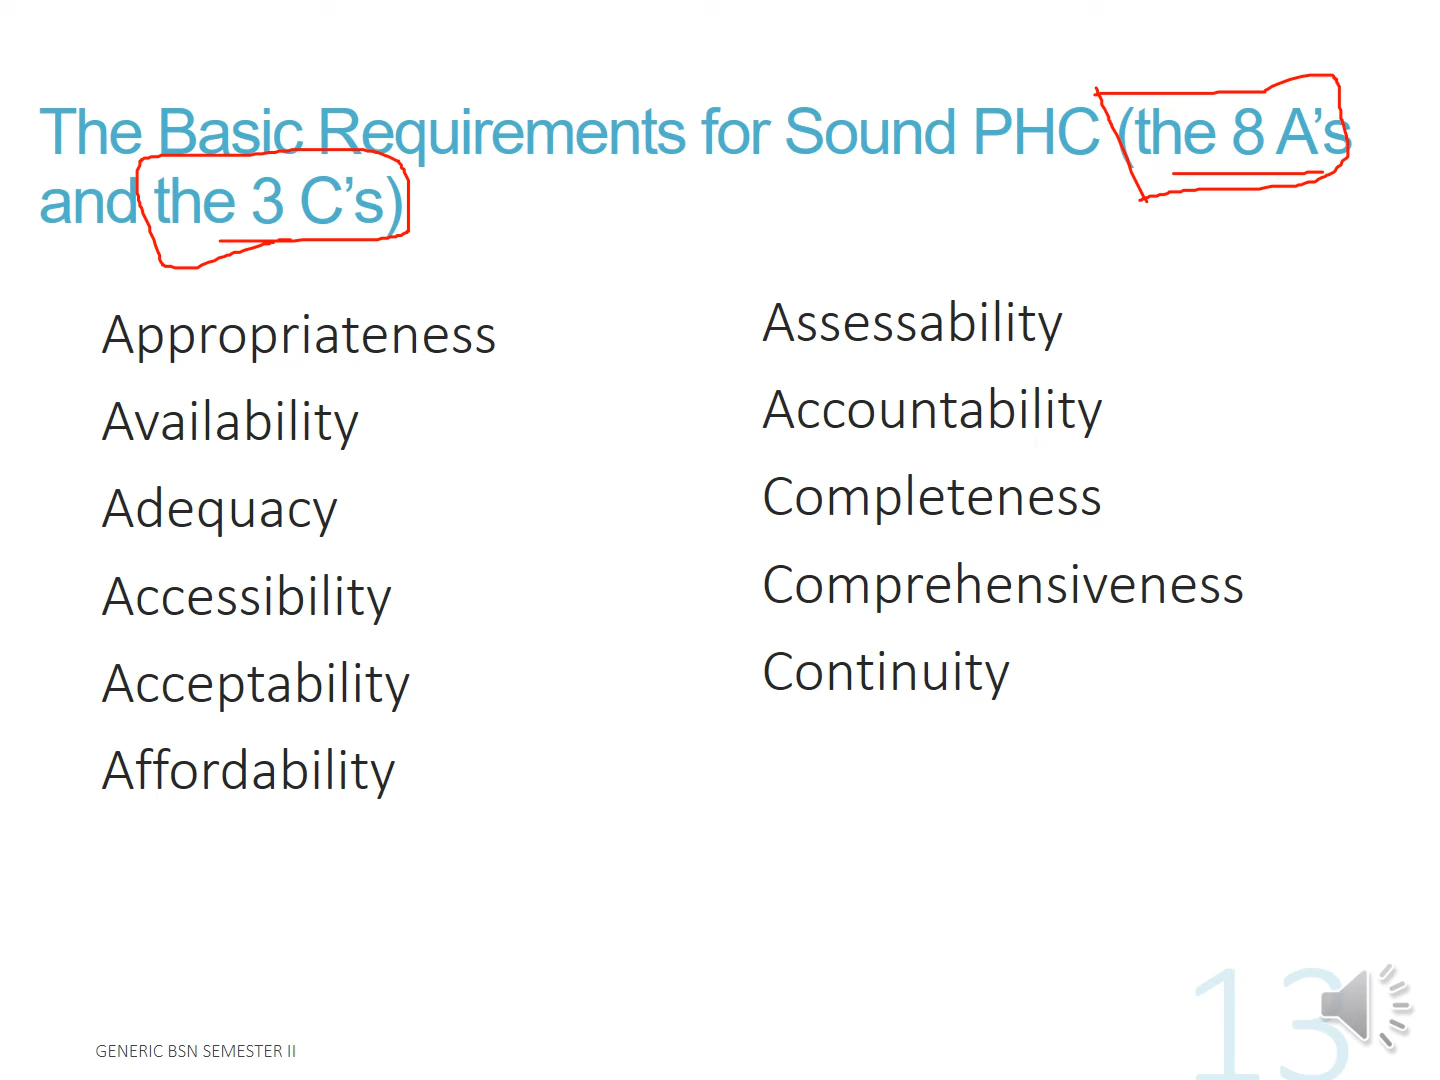 The Basic Requirements for Sound PHC (the 8 A's
and the 3 C's)
Appropriateness
Availability
Adequacy
Accessibility
Acceptability
Affordability
Assessability
Accountability
Completeness
Comprehensiveness
Continuity
GENERIC BSN SEMESTER II
13